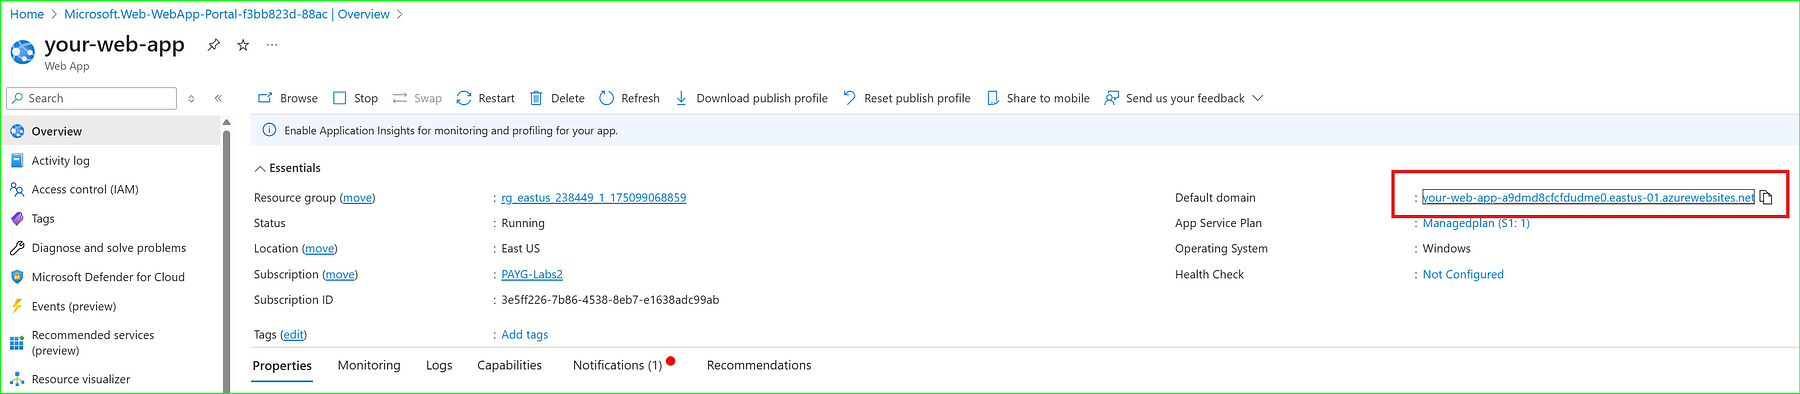 Home > Microsoft.Web-WebApp-Portal-f3bb823d-88ac | Overview >
your-web-app
Web App
Search
Browse Stop Swap Restart Delete Refresh Download publish profile Reset publish profile Share to mobile Send us your feedback
Enable Application Insights for monitoring and profiling for your app.
Overview
Activity log
Access control (IAM)
Tags
Diagnose and solve problems
Microsoft Defender for Cloud
Events (preview)
Recommended services
(preview)
Resource visualizer
Essentials
Resource group (move) : rg_eastus_238449_1_175099068859
Status : Running
Location (move) : East US
Subscription (move) : PAYG-Labs2
Subscription ID : 3e5ff226-7b86-4538-8eb7-e1638adc99ab
Tags (edit) : Add tags
Default domain : your-web-app-a9dmd8cfcfdudme0.eastus-01.azurewebsites.net
App Service Plan : Managedplan (S1: 1)
Operating System : Windows
Health Check : Not Configured
Properties Monitoring Logs Capabilities Notifications (1) Recommendations